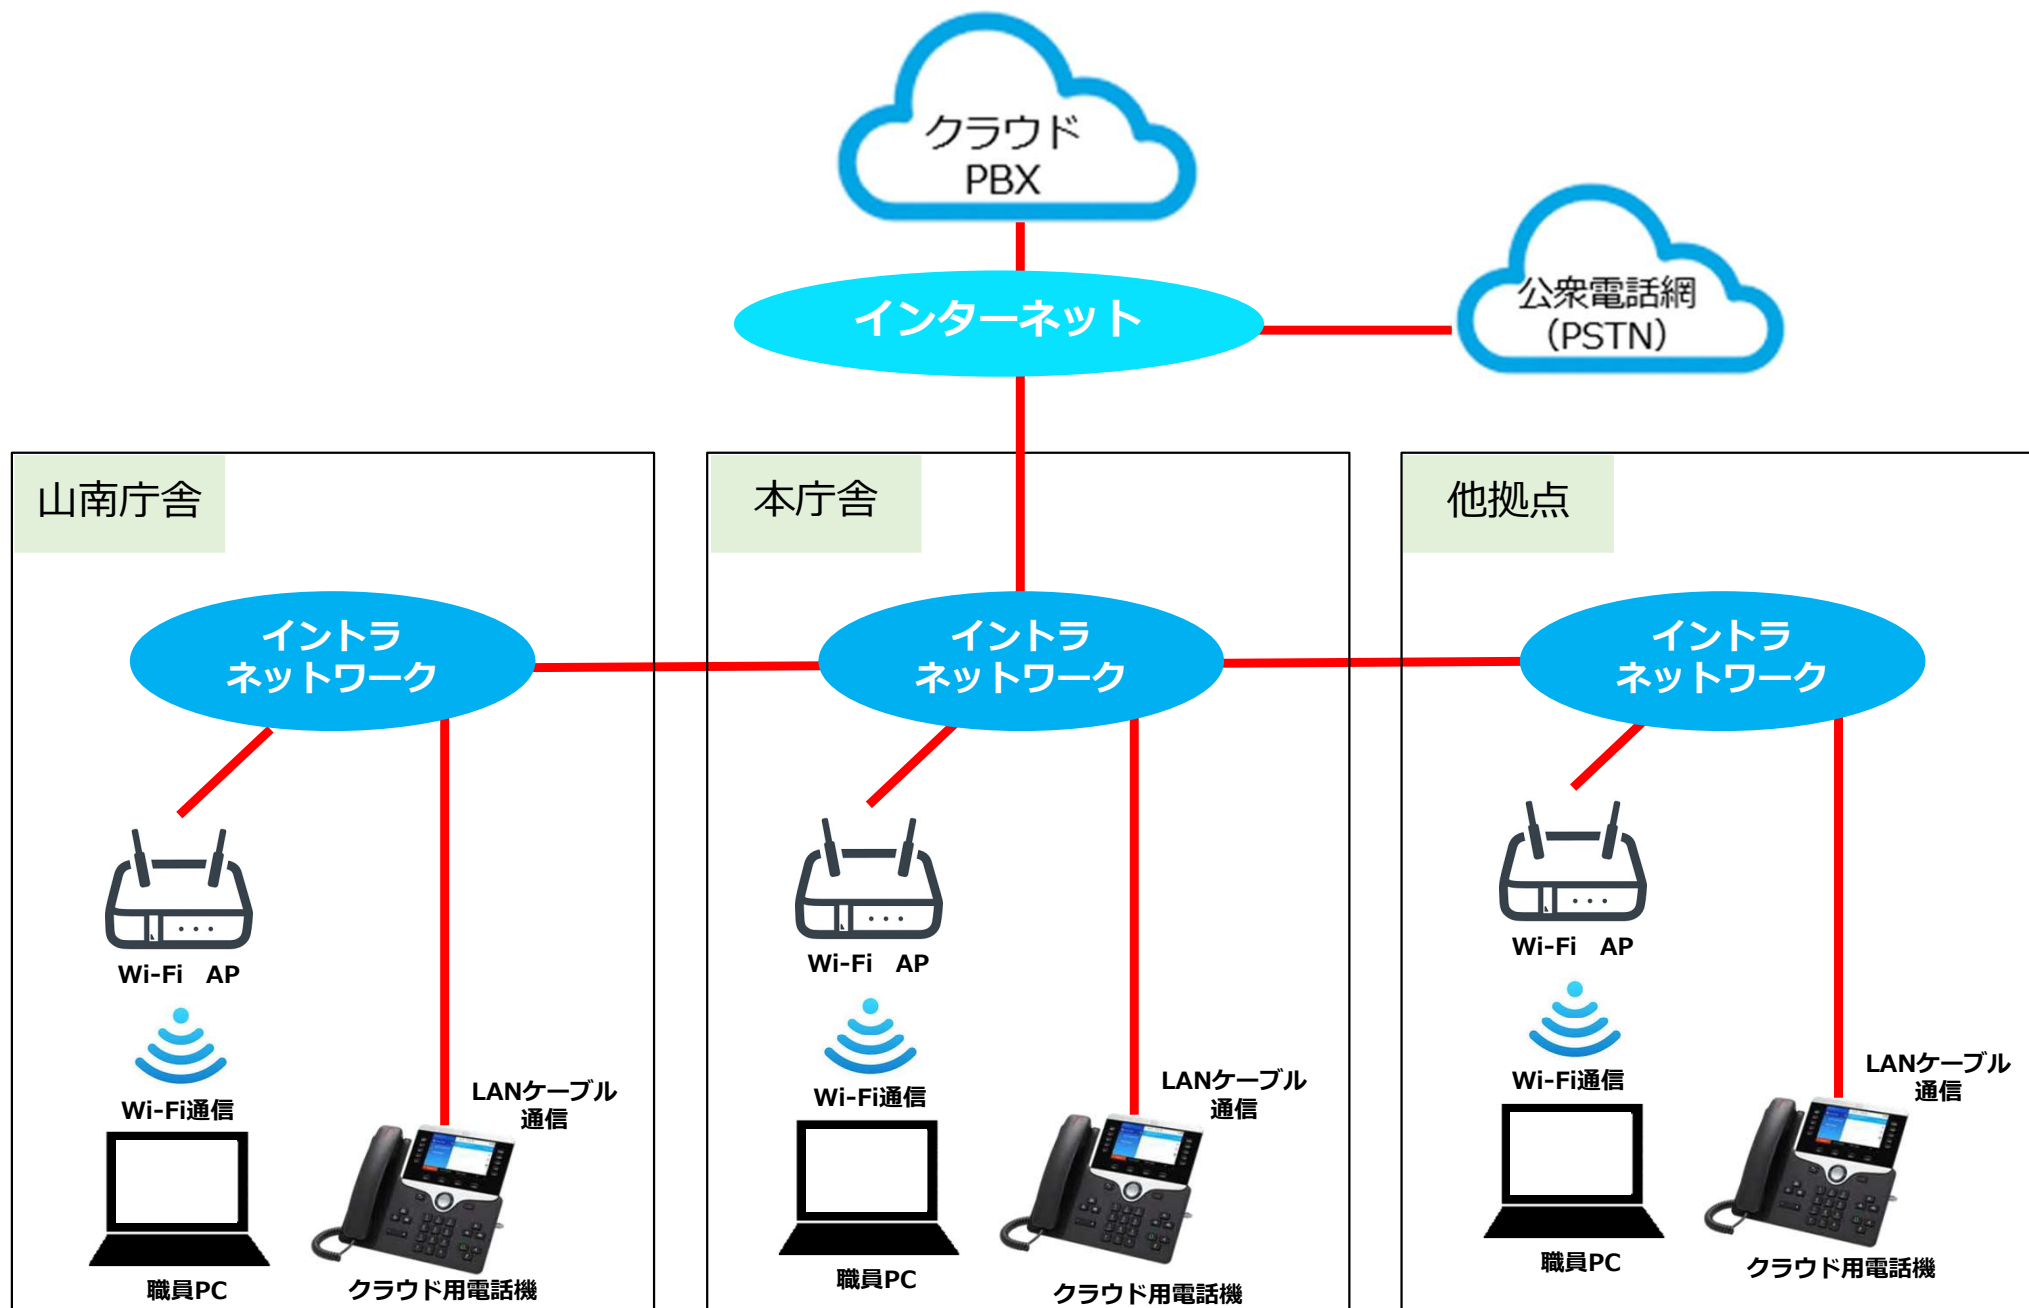 クラウド
PBX
インターネット
公衆電話網
(PSTN)
山南庁舎
本庁舎
他拠点
イントラ
ネットワーク
イントラ
ネットワーク
イントラ
ネットワーク
Wi-Fi　AP
Wi-Fi通信
LANケーブル
通信
職員PC
クラウド用電話機
Wi-Fi　AP
Wi-Fi通信
LANケーブル
通信
職員PC
クラウド用電話機
Wi-Fi　AP
Wi-Fi通信
LANケーブル
通信
職員PC
クラウド用電話機